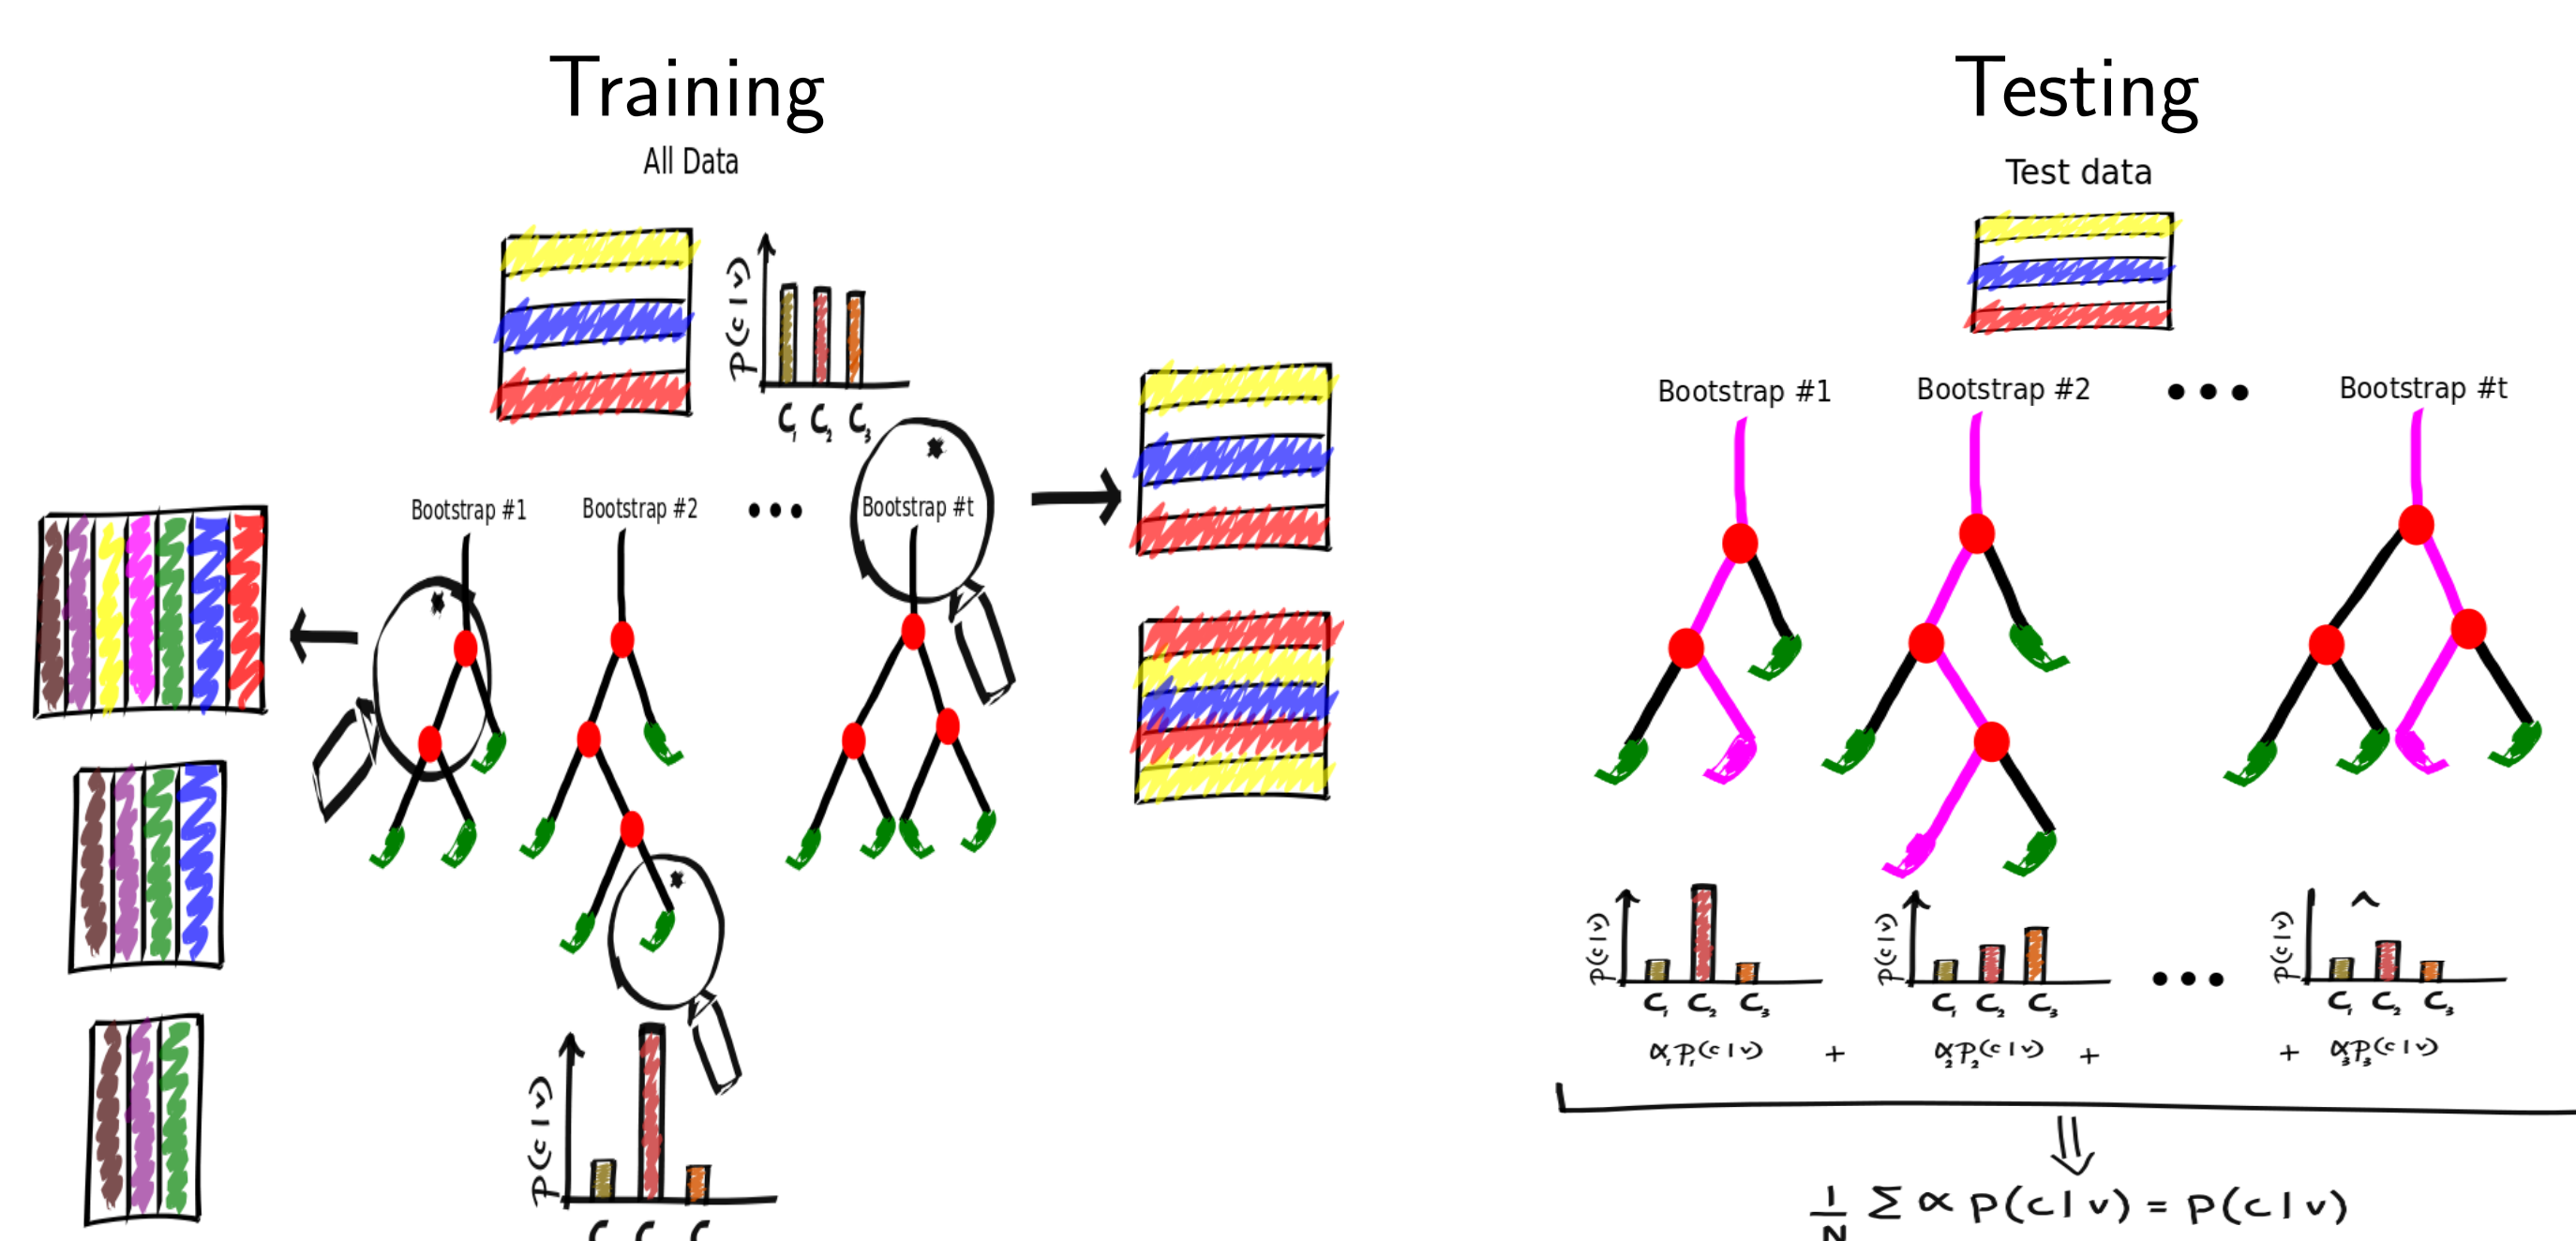 Training
All Data
P(c|v)
C1 C2 C3
Bootstrap #1 Bootstrap #2 ••• Bootstrap #t
P(c|v)
C C C
Testing
Test data
Bootstrap #1 Bootstrap #2 ••• Bootstrap #t
P(c|v) P(c|v) ••• P(c|v)
C1 C2 C3 C1 C2 C3 C1 C2 C3
α1P1(c|v) + α2P2(c|v) + + α3P3(c|v)
⇓
1/N Σ α P(c|v) = P(c|v)